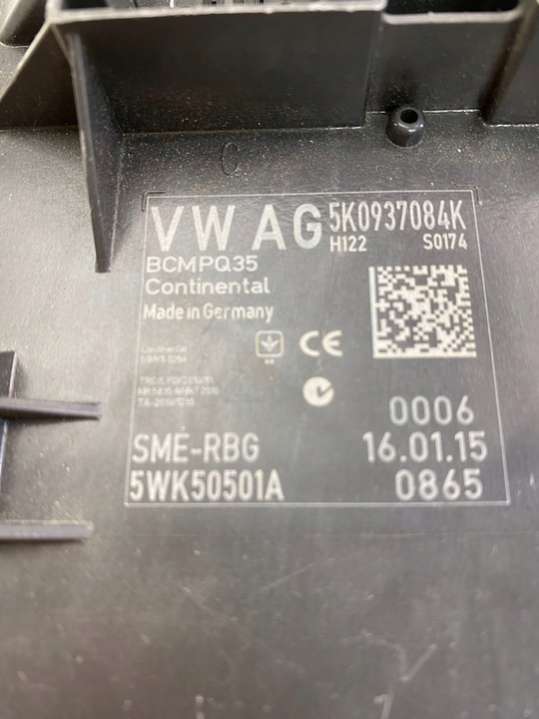 VW AG 5K0937084K
H122 S0174
BCMPQ35
Continental
Made in Germany
CE
0006
SME-RBG 16.01.15
5WK50501A 0865